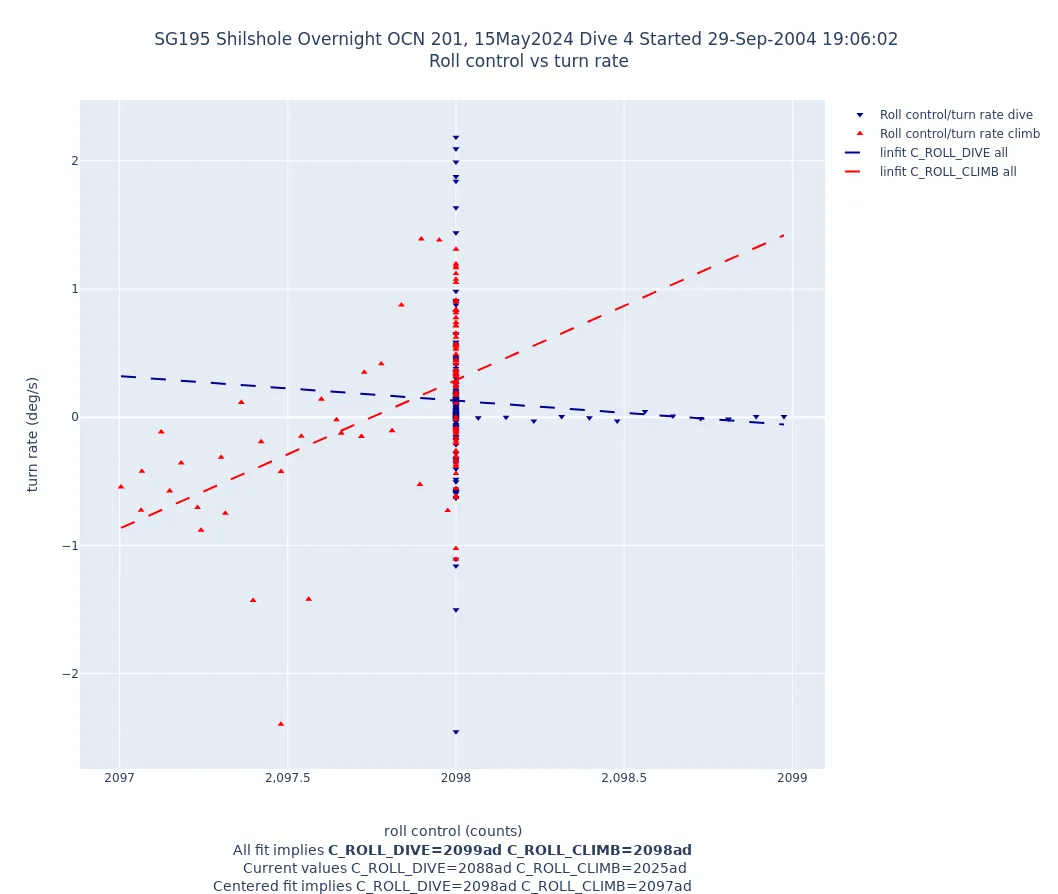 SG195 Shilshole Overnight OCN 201, 15May2024 Dive 4 Started 29-Sep-2004 19:06:02
Roll control vs turn rate
Roll control/turn rate dive
Roll control/turn rate climb
linfit C_ROLL_DIVE all
linfit C_ROLL_CLIMB all
turn rate (deg/s)
2
1
0
−1
−2
2097
2,097.5
2098
2,098.5
2099
roll control (counts)
All fit implies C_ROLL_DIVE=2099ad C_ROLL_CLIMB=2098ad
Current values C_ROLL_DIVE=2088ad C_ROLL_CLIMB=2025ad
Centered fit implies C_ROLL_DIVE=2098ad C_ROLL_CLIMB=2097ad